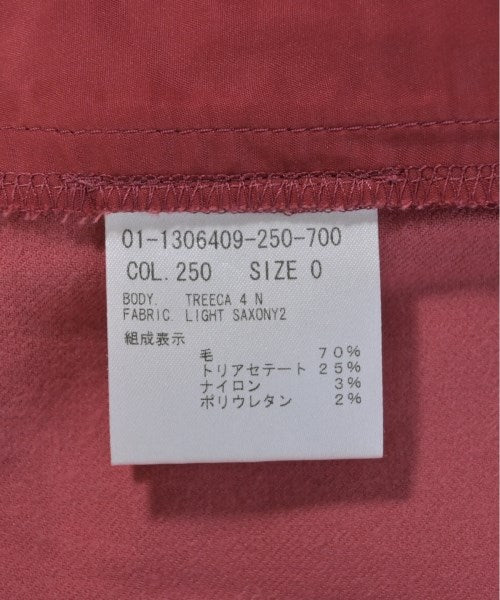 01-1306409-250-700
COL. 250 SIZE 0
BODY. TREECA 4 N
FABRIC. LIGHT SAXONY2
組成表示
毛 70%
トリアセテート 25%
ナイロン 3%
ポリウレタン 2%